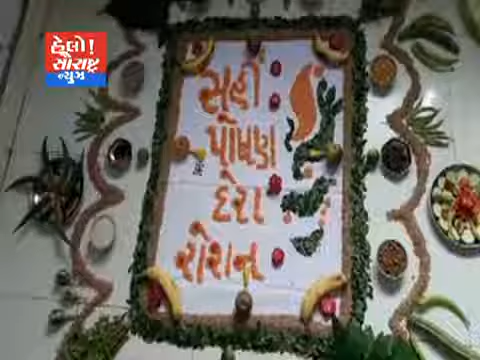 હેલો!
સૌરાષ્ટ્ર
ન્યુઝ
સહી
પોષણ
દેશ
રોશન